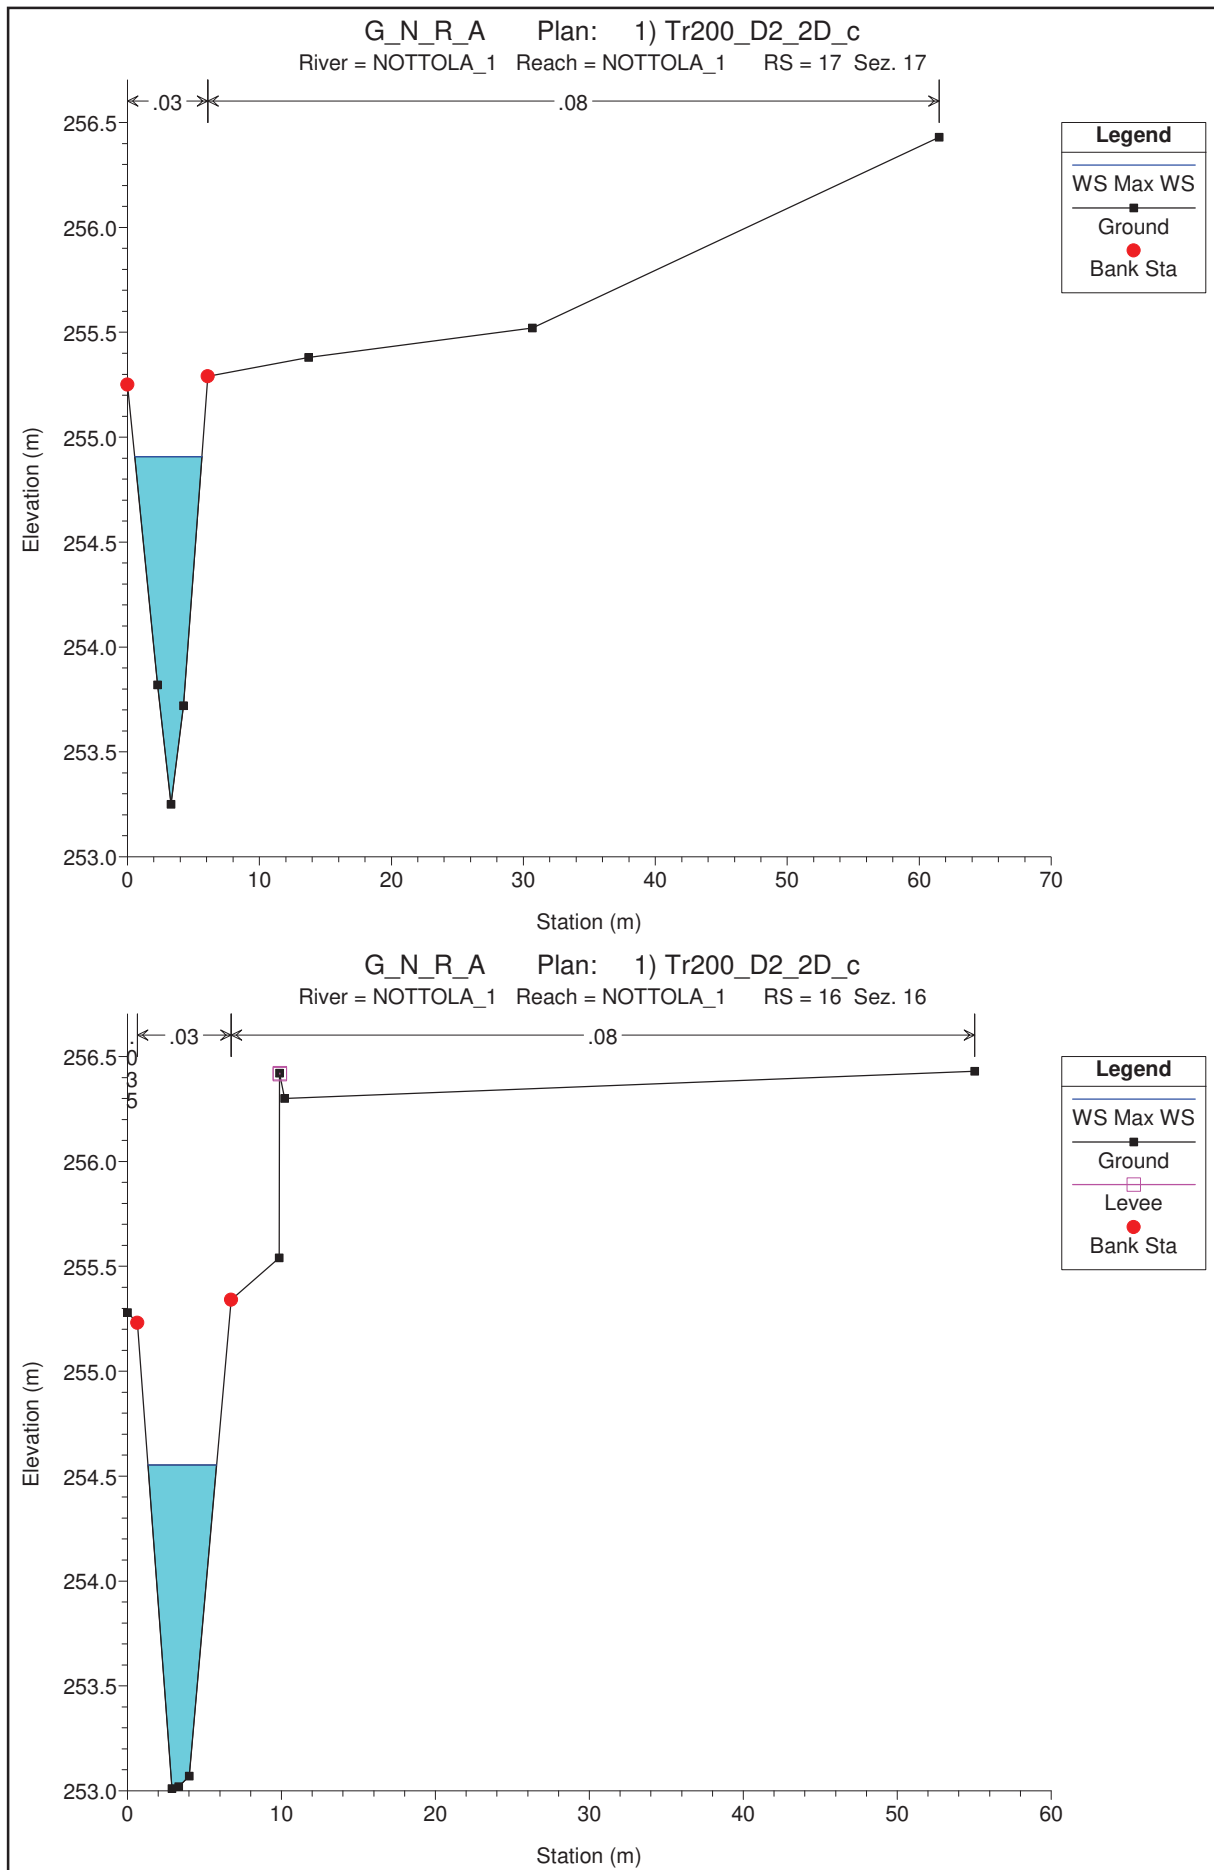 G_N_R_A Plan: 1) Tr200_D2_2D_c
River = NOTTOLA_1 Reach = NOTTOLA_1 RS = 17 Sez. 17
.03
.08
256.5
256.0
255.5
255.0
254.5
254.0
253.5
253.0
Elevation (m)
0 10 20 30 40 50 60 70
Station (m)
Legend
WS Max WS
Ground
Bank Sta
G_N_R_A Plan: 1) Tr200_D2_2D_c
River = NOTTOLA_1 Reach = NOTTOLA_1 RS = 16 Sez. 16
.035
.03
.08
256.5
256.0
255.5
255.0
254.5
254.0
253.5
253.0
Elevation (m)
0 10 20 30 40 50 60
Station (m)
Legend
WS Max WS
Ground
Levee
Bank Sta